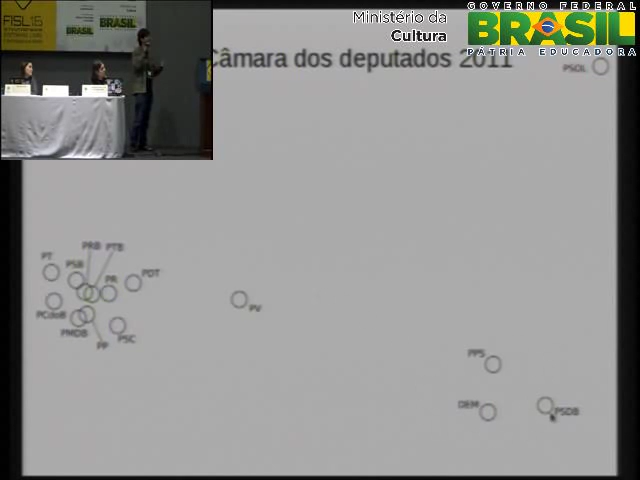 FISL16
BRASIL
BRASIL
Ministério da
Cultura
GOVERNO FEDERAL
BRASIL
PÁTRIA EDUCADORA
Câmara dos deputados 2011
PSOL
PRB
PTB
PT
PSB
PR
PDT
PCdoB
PMDB
PSC
PP
PV
PPS
DEM
PSDB